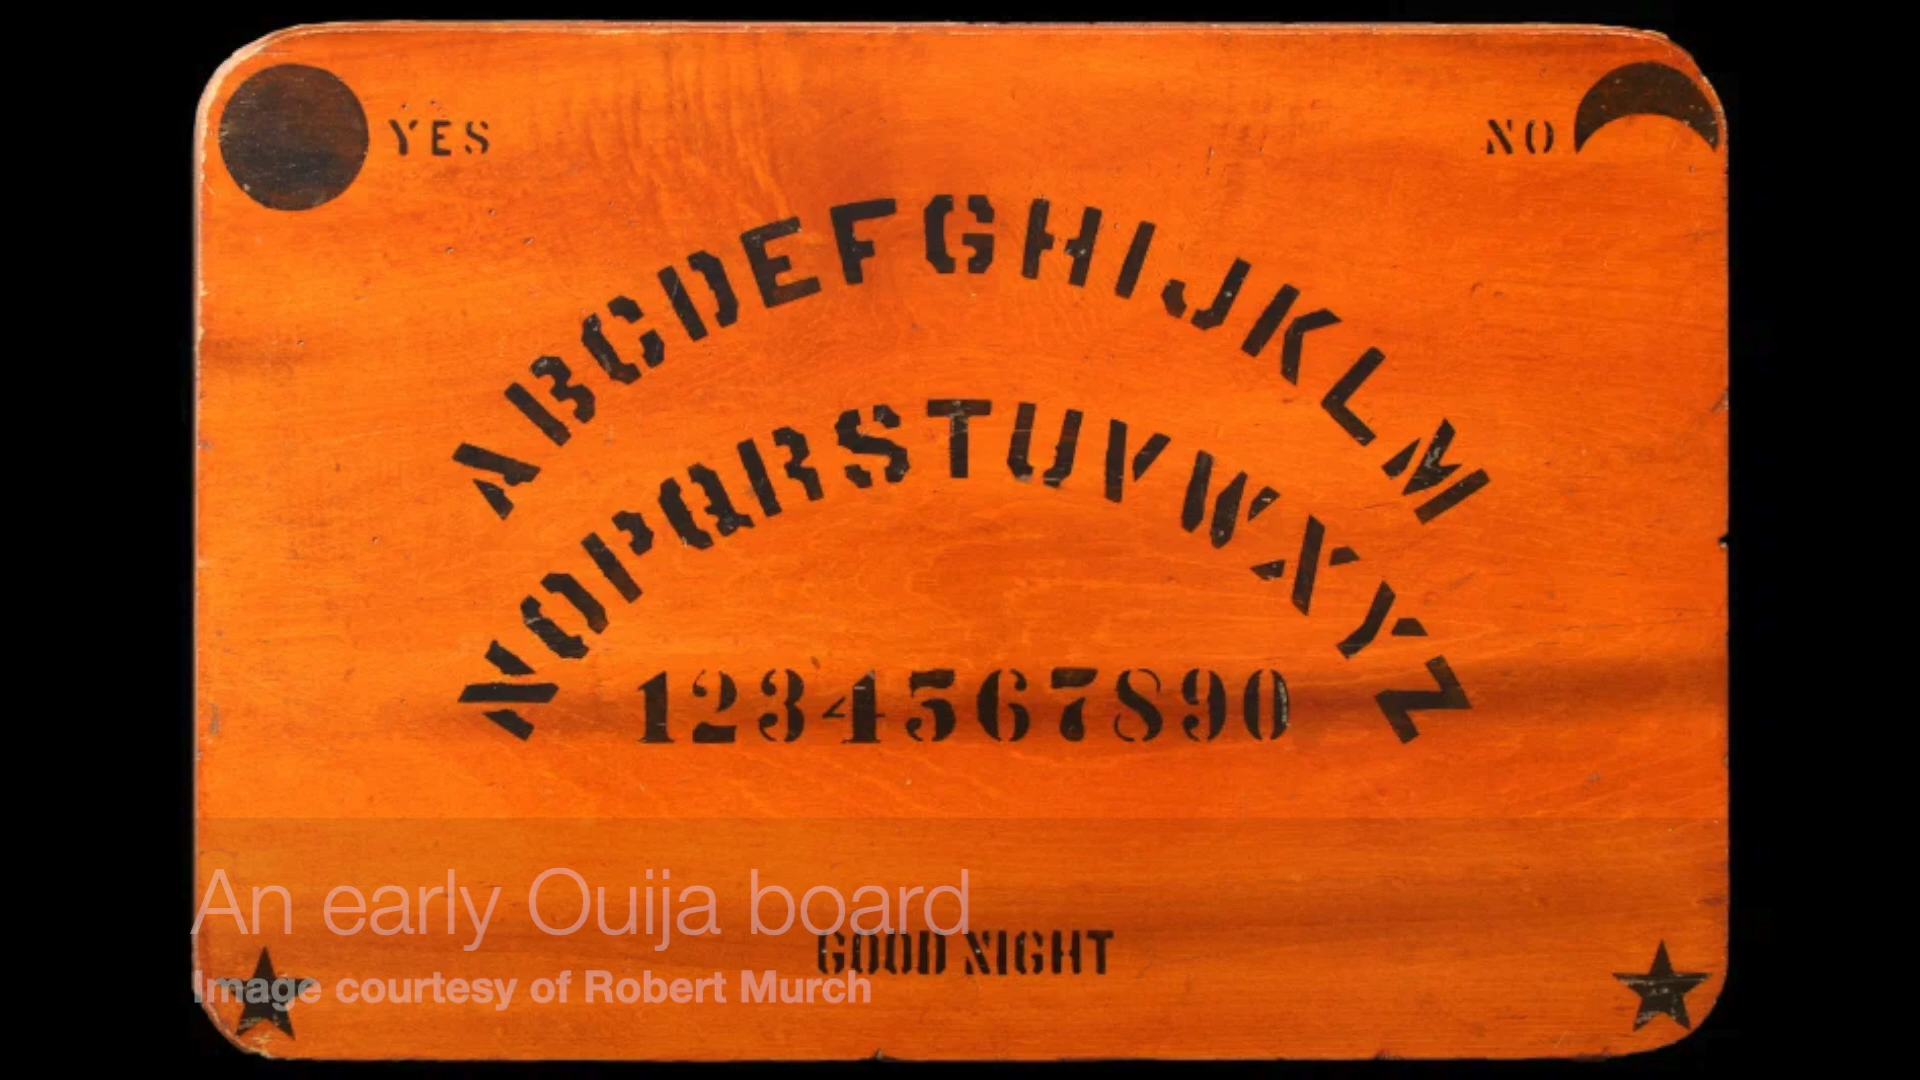 YES NO
ABCDEFGHIJKLM
NOPQRSTUVWXYZ
1234567890
An early Ouija board
GOOD NIGHT
Image courtesy of Robert Murch